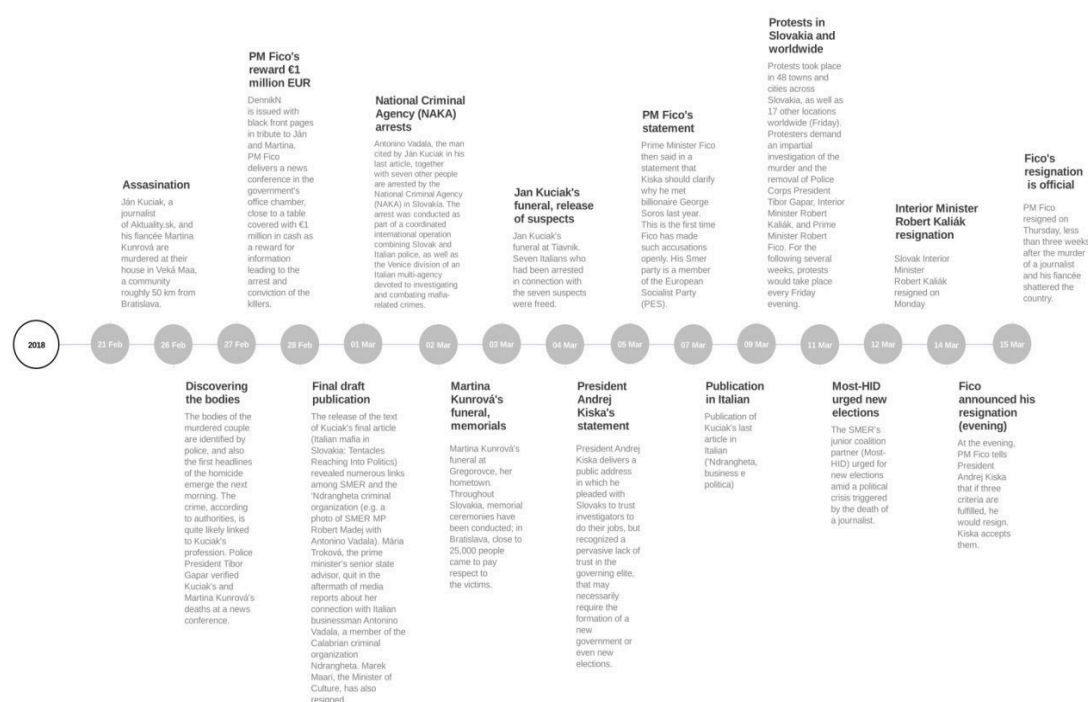 Protests in
Slovakia and
worldwide
Protests took place
in 48 towns and
cities across
Slovakia, as well as
17 other locations
worldwide (Friday).
Protesters demand
an impartial
investigation of the
murder and the
removal of Police
Corps President
Tibor Gapar, Interior
Minister Robert
Kaliák, and Prime
Minister Robert
Fico. For the
following several
weeks, protests
would take place
every Friday
evening.
PM Fico's
reward €1
million EUR
DennikN
is issued with
black front pages
in tribute to Ján
and Martina.
PM Fico
delivers a news
conference in the
government's
office chamber,
close to a table
covered with €1
million in cash as
a reward for
information
leading to the
arrest and
conviction of the
killers.
National Criminal
Agency (NAKA)
arrests
Antonino Vadala, the man
cited by Ján Kuciak in his
last article, together
with seven other people
are arrested by the
National Criminal Agency
(NAKA) in Slovakia. The
arrest was conducted as
part of a coordinated
international operation
combining Slovak and
Italian police, as well as
the Venice division of an
Italian multi-agency
devoted to investigating
and combating mafia-
related crimes.
PM Fico's
statement
Prime Minister Fico
then said in a
statement that
Kiska should clarify
why he met
billionaire George
Soros last year.
This is the first time
Fico has made
such accusations
openly. His Smer
party is a member
of the European
Socialist Party
(PES).
Fico's
resignation
is official
PM Fico
resigned on
Thursday, less
than three weeks
after the murder
of a journalist
and his fiancée
shattered the
country.
Assasination
Ján Kuciak, a
journalist
of Aktuality.sk, and
his fiancée Martina
Kunrová are
murdered at their
house in Veká Maa,
a community
roughly 50 km from
Bratislava.
Jan Kuciak's
funeral, release
of suspects
Jan Kuciak's
funeral at Tiavnik.
Seven Italians who
had been arrested
in connection with
the seven suspects
were freed.
Interior Minister
Robert Kaliák
resignation
Slovak Interior
Minister
Robert Kaliák
resigned on
Monday
2018
21 Feb
26 Feb
27 Feb
28 Feb
01 Mar
02 Mar
03 Mar
04 Mar
05 Mar
07 Mar
09 Mar
11 Mar
12 Mar
14 Mar
15 Mar
Discovering
the bodies
The bodies of the
murdered couple
are identified by
police, and also
the first headlines
of the homicide
emerge the next
morning. The
crime, according
to authorities, is
quite likely linked
to Kuciak's
profession. Police
President Tibor
Gapar verified
Kuciak's and
Martina Kunrová's
deaths at a news
conference.
Final draft
publication
The release of the text
of Kuciak's final article
(Italian mafia in
Slovakia: Tentacles
Reaching Into Politics)
revealed numerous links
among SMER and the
'Ndrangheta criminal
organization (e.g. a
photo of SMER MP
Robert Madej with
Antonino Vadala). Mária
Troková, the prime
minister's senior state
advisor, quit in the
aftermath of media
reports about her
connection with Italian
businessman Antonino
Vadala, a member of the
Calabrian criminal
organization
Ndrangheta. Marek
Maari, the Minister of
Culture, has also
resigned.
Martina
Kunrová's
funeral,
memorials
Martina Kunrová's
funeral at
Gregorovce, her
hometown.
Throughout
Slovakia, memorial
ceremonies have
been conducted; in
Bratislava, close to
25,000 people
came to pay
respect to
the victims.
President
Andrej
Kiska's
statement
President Andrej
Kiska delivers a
public address
in which he
pleaded with
Slovaks to trust
investigators to
do their jobs, but
recognized a
pervasive lack of
trust in the
governing elite,
that may
necessarily
require the
formation of a
new
government or
even new
elections.
Publication
in Italian
Publication of
Kuciak's last
article in
Italian
('Ndrangheta,
business e
politica)
Most-HID
urged new
elections
The SMER's
junior coalition
partner (Most-
HID) urged for
new elections
amid a political
crisis triggered
by the death of
a journalist.
Fico
announced his
resignation
(evening)
At the evening,
PM Fico tells
President
Andrej Kiska
that if three
criteria are
fulfilled, he
would resign.
Kiska accepts
them.